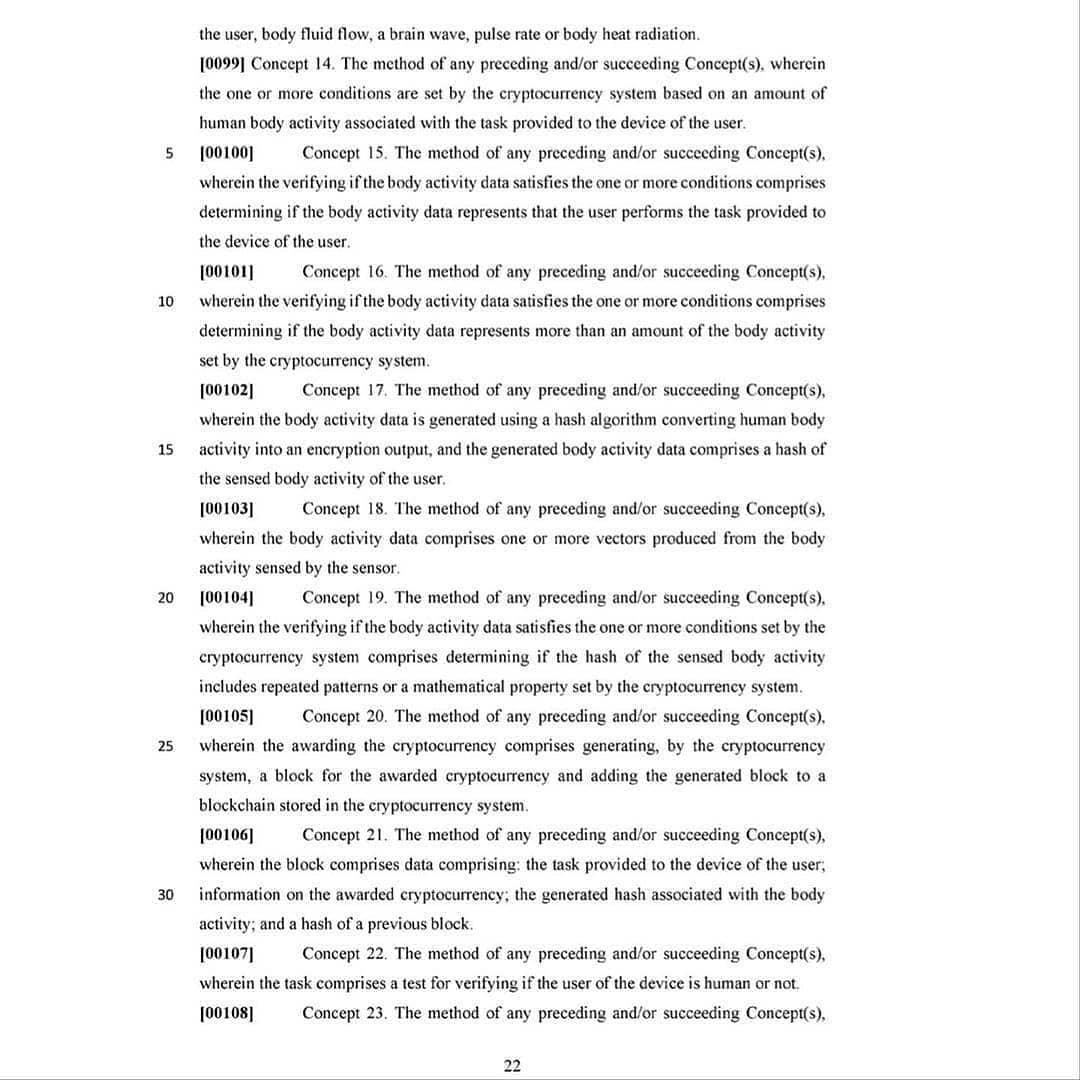 the user, body fluid flow, a brain wave, pulse rate or body heat radiation.
[0099] Concept 14. The method of any preceding and/or succeeding Concept(s), wherein
the one or more conditions are set by the cryptocurrency system based on an amount of
human body activity associated with the task provided to the device of the user.
5 [00100] Concept 15. The method of any preceding and/or succeeding Concept(s),
wherein the verifying if the body activity data satisfies the one or more conditions comprises
determining if the body activity data represents that the user performs the task provided to
the device of the user.
[00101] Concept 16. The method of any preceding and/or succeeding Concept(s),
10 wherein the verifying if the body activity data satisfies the one or more conditions comprises
determining if the body activity data represents more than an amount of the body activity
set by the cryptocurrency system.
[00102] Concept 17. The method of any preceding and/or succeeding Concept(s),
wherein the body activity data is generated using a hash algorithm converting human body
15 activity into an encryption output, and the generated body activity data comprises a hash of
the sensed body activity of the user.
[00103] Concept 18. The method of any preceding and/or succeeding Concept(s),
wherein the body activity data comprises one or more vectors produced from the body
activity sensed by the sensor.
20 [00104] Concept 19. The method of any preceding and/or succeeding Concept(s),
wherein the verifying if the body activity data satisfies the one or more conditions set by the
cryptocurrency system comprises determining if the hash of the sensed body activity
includes repeated patterns or a mathematical property set by the cryptocurrency system.
[00105] Concept 20. The method of any preceding and/or succeeding Concept(s),
25 wherein the awarding the cryptocurrency comprises generating, by the cryptocurrency
system, a block for the awarded cryptocurrency and adding the generated block to a
blockchain stored in the cryptocurrency system.
[00106] Concept 21. The method of any preceding and/or succeeding Concept(s),
wherein the block comprises data comprising: the task provided to the device of the user;
30 information on the awarded cryptocurrency; the generated hash associated with the body
activity; and a hash of a previous block.
[00107] Concept 22. The method of any preceding and/or succeeding Concept(s),
wherein the task comprises a test for verifying if the user of the device is human or not.
[00108] Concept 23. The method of any preceding and/or succeeding Concept(s),
22